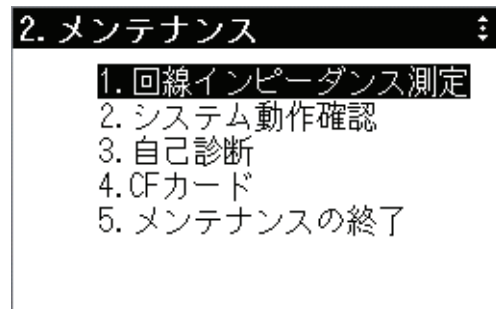 2. メンテナンス
1. 回線インピーダンス測定
2. システム動作確認
3. 自己診断
4. CFカード
5. メンテナンスの終了